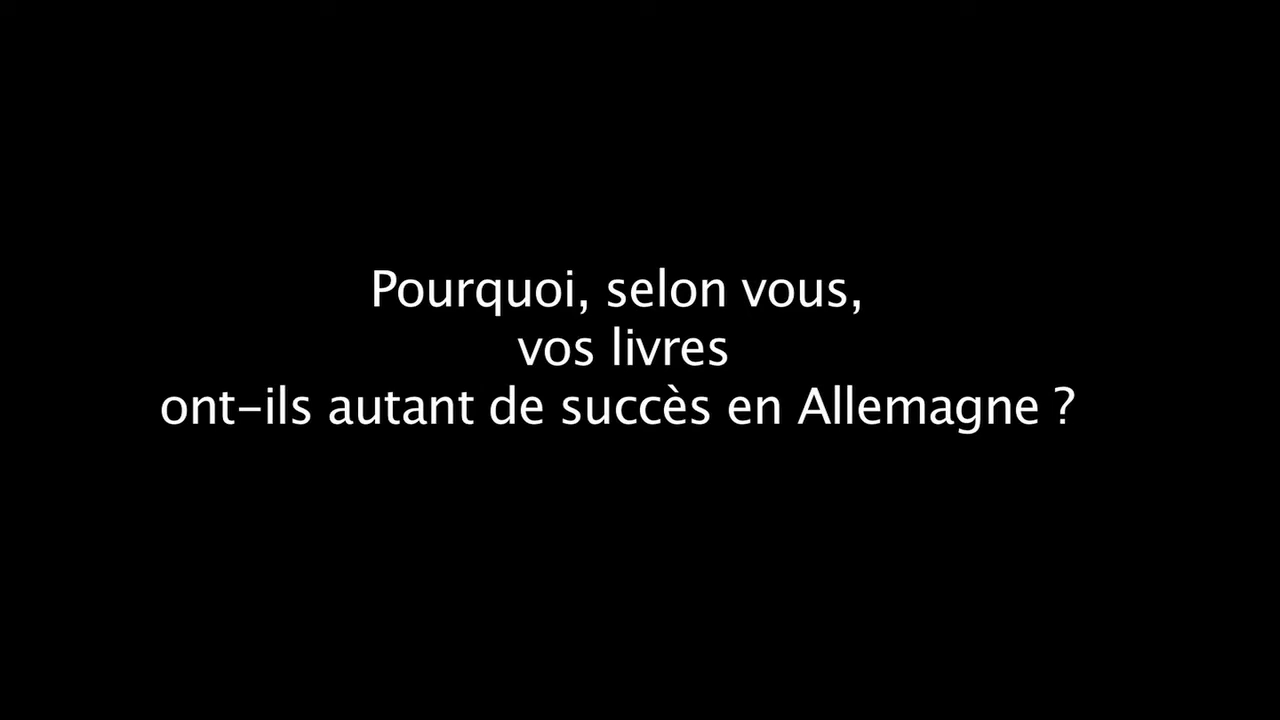 Pourquoi, selon vous,
vos livres
ont-ils autant de succès en Allemagne ?